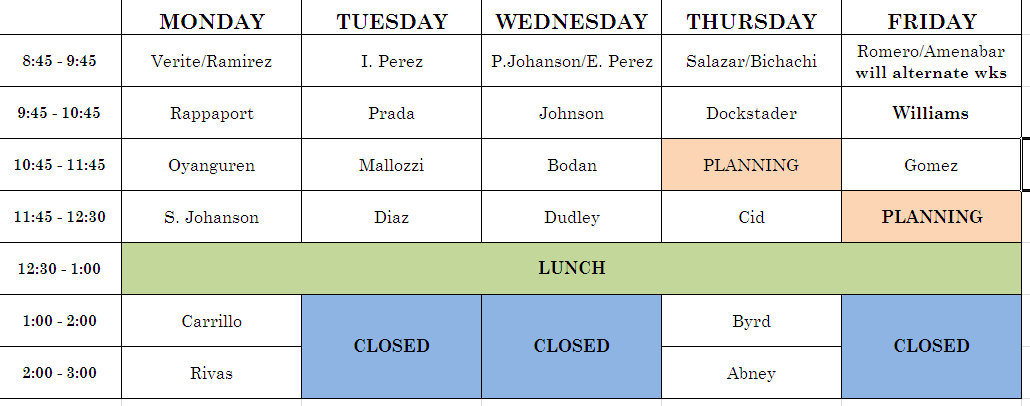 MONDAY TUESDAY WEDNESDAY THURSDAY FRIDAY
8:45 - 9:45 Verite/Ramirez I. Perez P.Johanson/E. Perez Salazar/Bichachi Romero/Amenabar
will alternate wks
9:45 - 10:45 Rappaport Prada Johnson Dockstader Williams
10:45 - 11:45 Oyanguren Mallozzi Bodan PLANNING Gomez
11:45 - 12:30 S. Johanson Diaz Dudley Cid PLANNING
12:30 - 1:00 LUNCH
1:00 - 2:00 Carrillo CLOSED CLOSED Byrd CLOSED
2:00 - 3:00 Rivas Abney